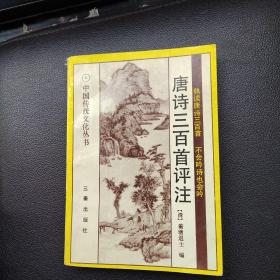 熟读唐诗三百首 不会吟诗也会吟
唐诗三百首评注
［清］蘅塘退士 编
中国传统文化丛书
三秦出版社